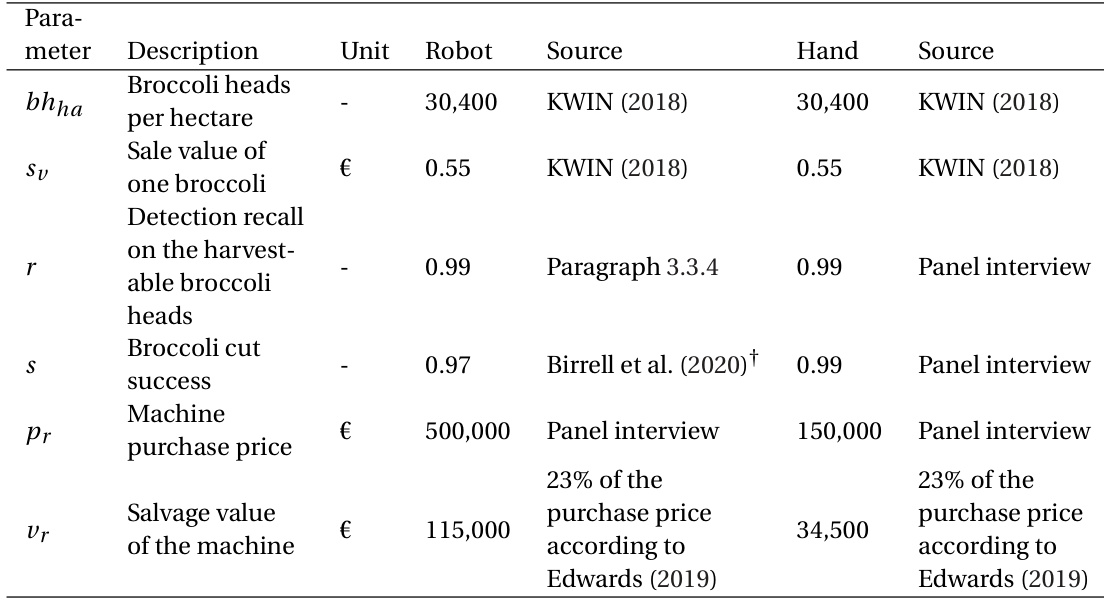 Para-
meter Description Unit Robot Source Hand Source
Broccoli heads
per hectare
bh_ha - 30,400 KWIN (2018) 30,400 KWIN (2018)
Sale value of
one broccoli
s_v € 0.55 KWIN (2018) 0.55 KWIN (2018)
Detection recall
on the harvest-
able broccoli
heads
r - 0.99 Paragraph 3.3.4 0.99 Panel interview
Broccoli cut
success
s - 0.97 Birrell et al. (2020)† 0.99 Panel interview
Machine
purchase price
p_r € 500,000 Panel interview 150,000 Panel interview
Salvage value
of the machine
v_r € 115,000
23% of the
purchase price
according to
Edwards (2019)
34,500
23% of the
purchase price
according to
Edwards (2019)